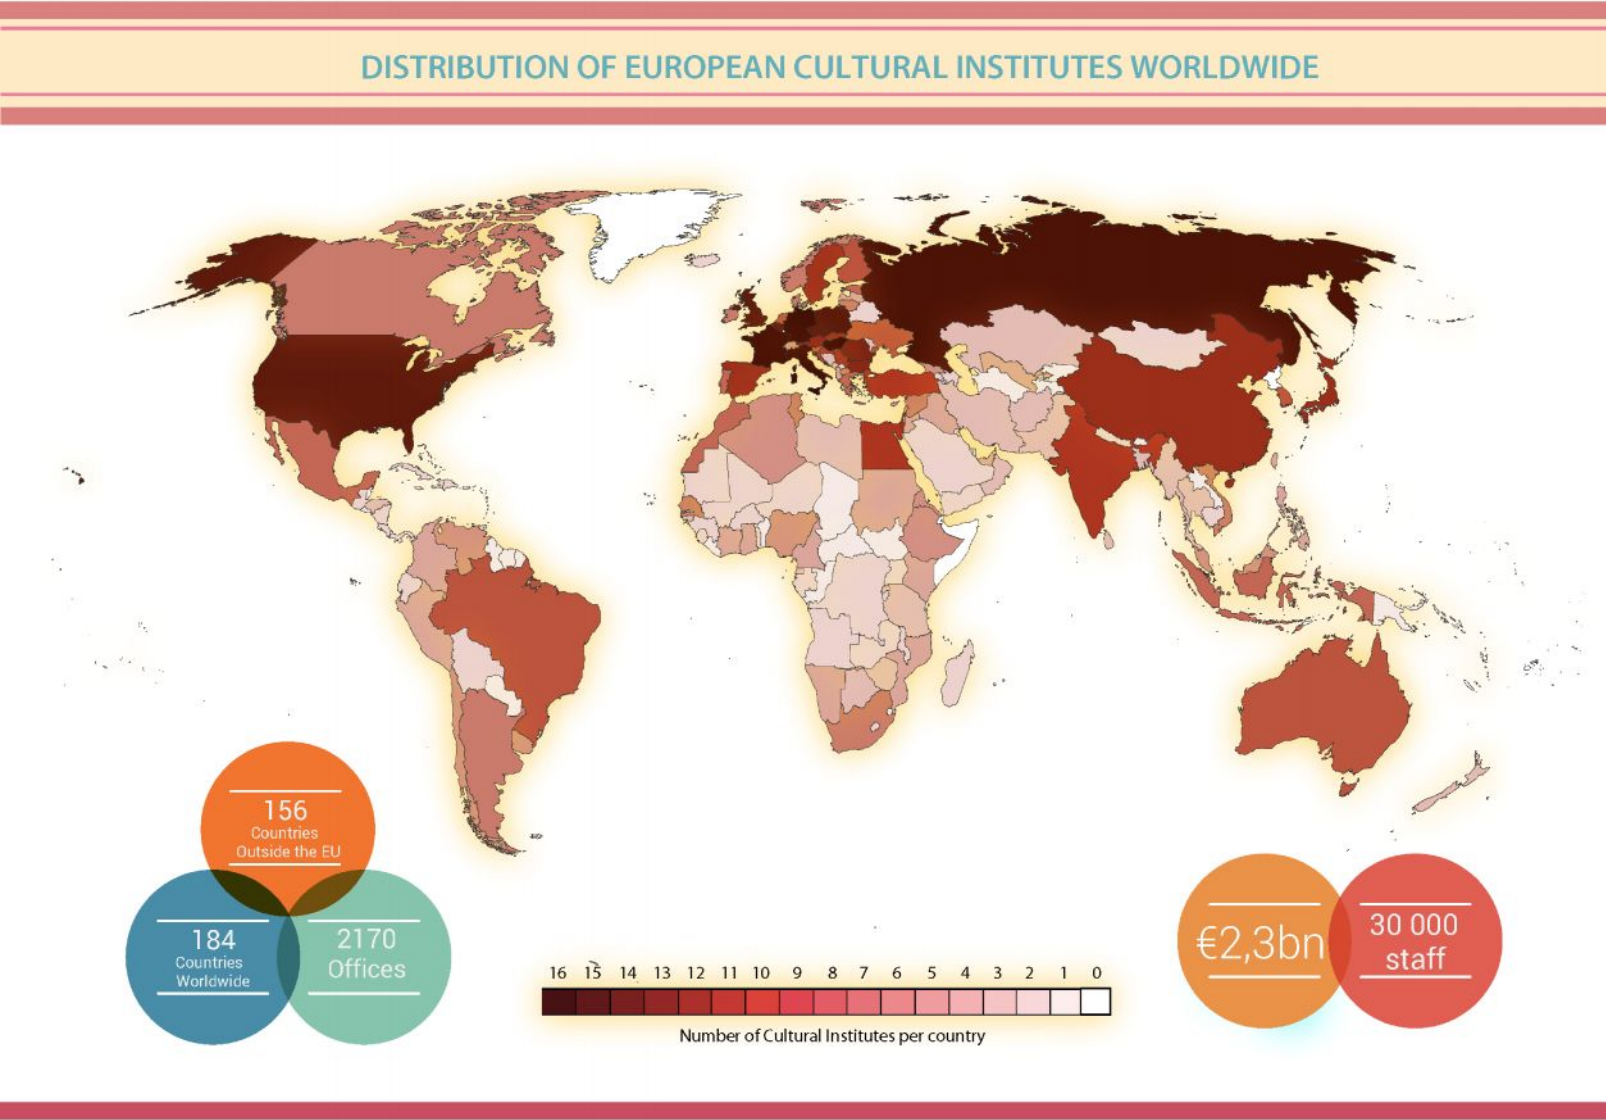 DISTRIBUTION OF EUROPEAN CULTURAL INSTITUTES WORLDWIDE
156
Countries
Outside the EU
184
Countries
Worldwide
2170
Offices
€2,3bn
30 000
staff
16 15 14 13 12 11 10 9 8 7 6 5 4 3 2 1 0
Number of Cultural Institutes per country